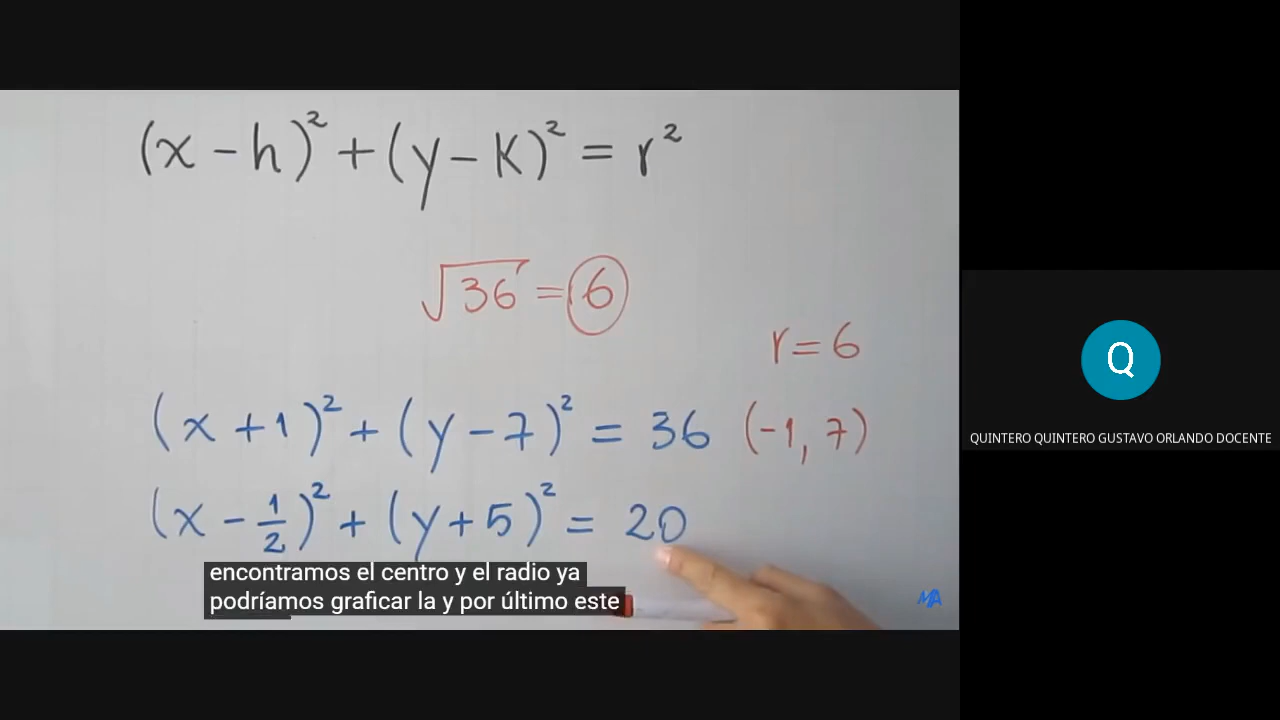 (x - h)² + (y - K)² = r²
√36 = 6
r = 6
(x + 1)² + (y - 7)² = 36 (-1, 7)
(x - 1/2)² + (y + 5)² = 20
encontramos el centro y el radio ya
podríamos graficar la y por último este
MA
Q
QUINTERO QUINTERO GUSTAVO ORLANDO DOCENTE